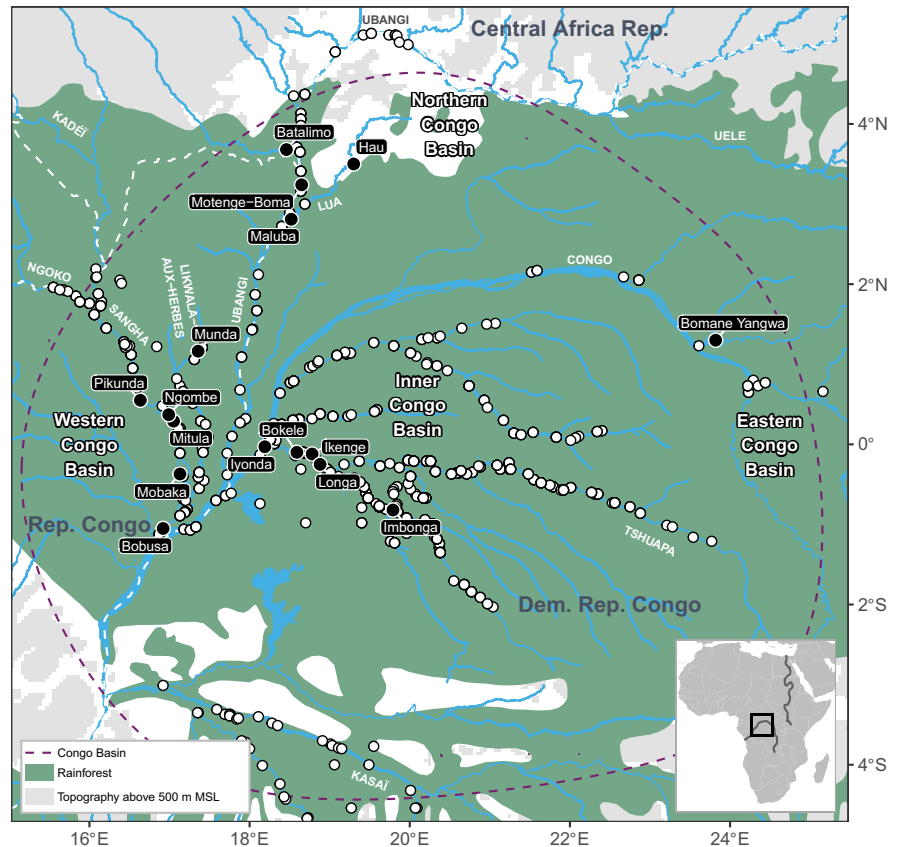 UBANGI
Central Africa Rep.
Northern
Congo
Basin
KADEÏ
Batalimo
Hau
UELE
4°N
Motenge−Boma
LUA
Maluba
NGOKO
CONGO
2°N
SANGHA
LIKWALA−
AUX−HERBES
UBANGI
Munda
Bomane Yangwa
Pikunda
Ngombe
Inner
Congo
Basin
Western
Congo
Basin
Mitula
Bokele
Ikenge
Iyonda
Longa
Eastern
Congo
Basin
0°
Mobaka
Imbonga
Rep. Congo
Bobusa
TSHUAPA
Dem. Rep. Congo
2°S
KASAÏ
4°S
Congo Basin
Rainforest
Topography above 500 m MSL
16°E
18°E
20°E
22°E
24°E